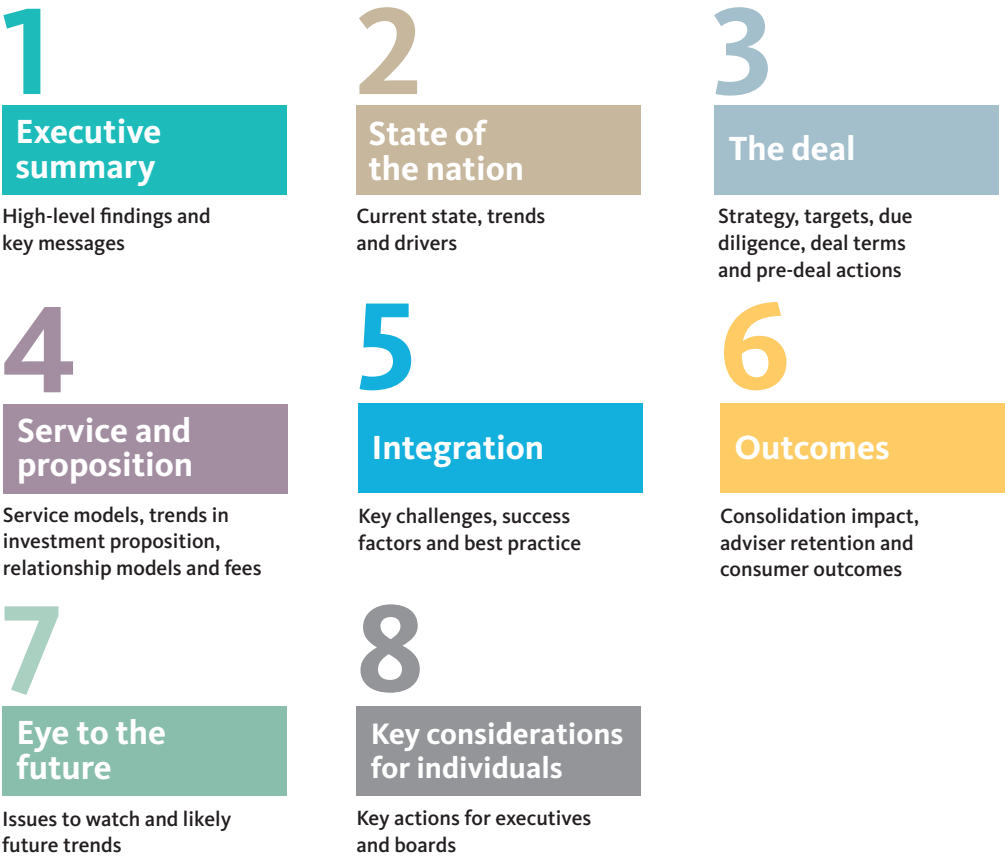 1
Executive
summary
High-level findings and
key messages
2
State of
the nation
Current state, trends
and drivers
3
The deal
Strategy, targets, due
diligence, deal terms
and pre-deal actions
4
Service and
proposition
Service models, trends in
investment proposition,
relationship models and fees
5
Integration
Key challenges, success
factors and best practice
6
Outcomes
Consolidation impact,
adviser retention and
consumer outcomes
7
Eye to the
future
Issues to watch and likely
future trends
8
Key considerations
for individuals
Key actions for executives
and boards